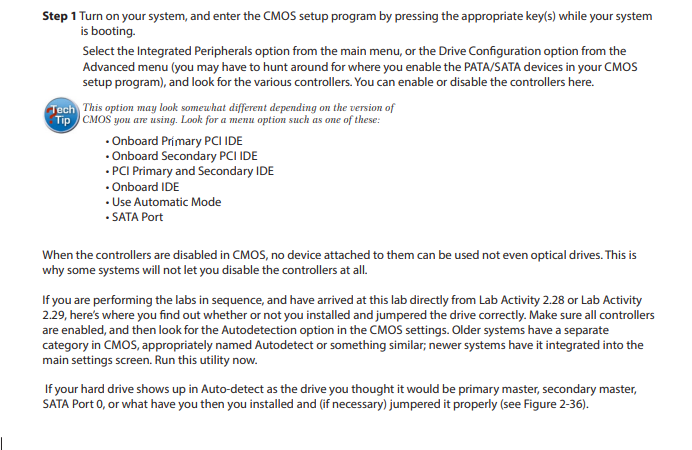 Step 1 Turn on your system, and enter the CMOS setup program by pressing the appropriate key(s) while your system
is booting.
Select the Integrated Peripherals option from the main menu, or the Drive Configuration option from the
Advanced menu (you may have to hunt around for where you enable the PATA/SATA devices in your CMOS
setup program), and look for the various controllers. You can enable or disable the controllers here.
Tech
Tip
This option may look somewhat different depending on the version of
CMOS you are using. Look for a menu option such as one of these:
• Onboard Primary PCI IDE
• Onboard Secondary PCI IDE
• PCI Primary and Secondary IDE
• Onboard IDE
• Use Automatic Mode
• SATA Port
When the controllers are disabled in CMOS, no device attached to them can be used not even optical drives. This is
why some systems will not let you disable the controllers at all.
If you are performing the labs in sequence, and have arrived at this lab directly from Lab Activity 2.28 or Lab Activity
2.29, here's where you find out whether or not you installed and jumpered the drive correctly. Make sure all controllers
are enabled, and then look for the Autodetection option in the CMOS settings. Older systems have a separate
category in CMOS, appropriately named Autodetect or something similar; newer systems have it integrated into the
main settings screen. Run this utility now.
If your hard drive shows up in Auto-detect as the drive you thought it would be primary master, secondary master,
SATA Port 0, or what have you then you installed and (if necessary) jumpered it properly (see Figure 2-36).